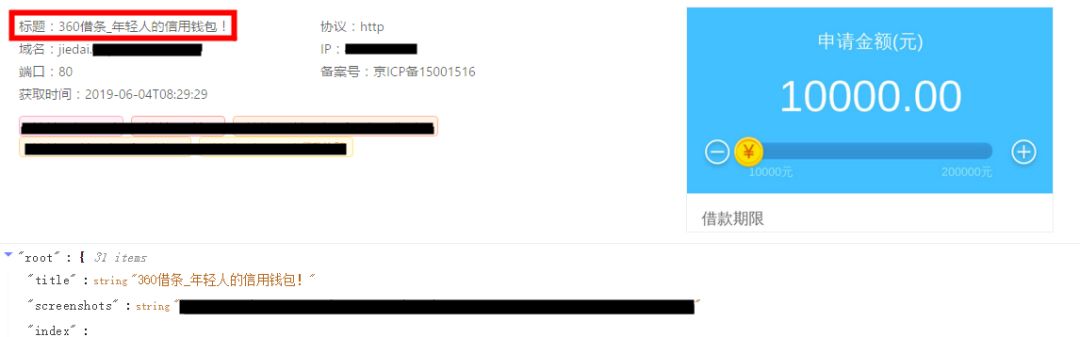 标题：360借条_年轻人的信用钱包！
协议：http
域名：jiedai.
IP：
端口：80
备案号：京ICP备15001516
获取时间：2019-06-04T08:29:29
申请金额(元)
10000.00
¥
10000元
200000元
借款期限
"root" : { 31 items
"title" : string "360借条_年轻人的信用钱包！"
"screenshots" : string "
"
"index" :